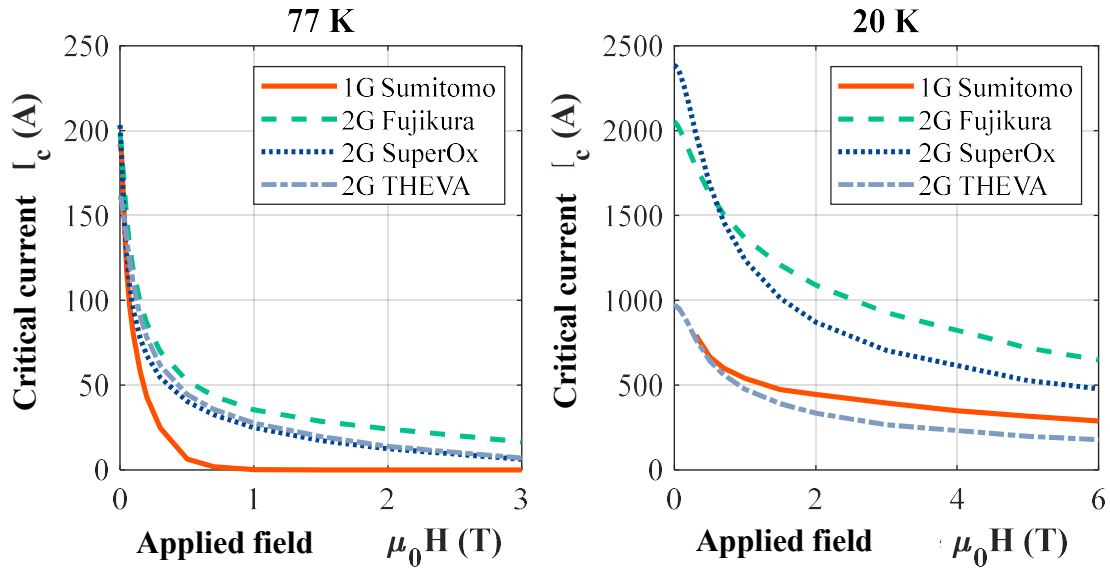 77 K
250
200
150
100
50
0
Critical current I_c (A)
1G Sumitomo
2G Fujikura
2G SuperOx
2G THEVA
0 1 2 3
Applied field μ₀H (T)
20 K
2500
2000
1500
1000
500
0
Critical current I_c (A)
1G Sumitomo
2G Fujikura
2G SuperOx
2G THEVA
0 2 4 6
Applied field μ₀H (T)